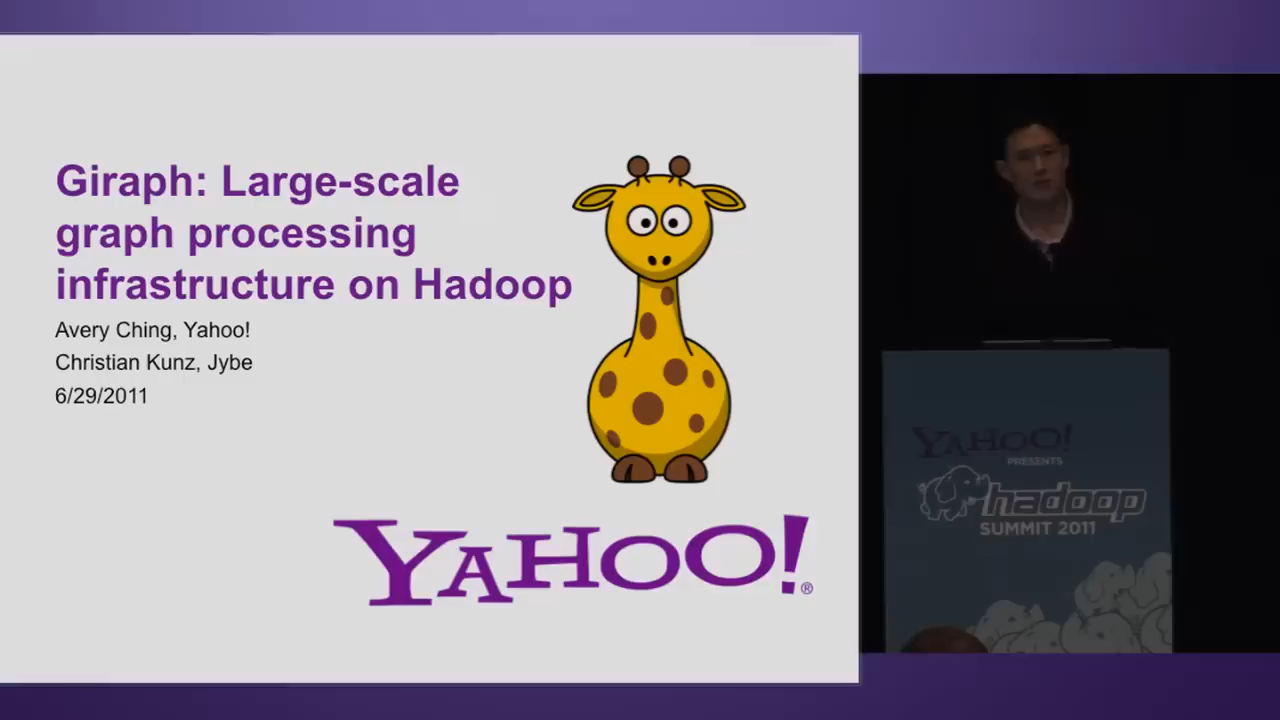 Giraph: Large-scale
graph processing
infrastructure on Hadoop
Avery Ching, Yahoo!
Christian Kunz, Jybe
6/29/2011
YAHOO!®
YAHOO!
PRESENTS
hadoop
SUMMIT 2011